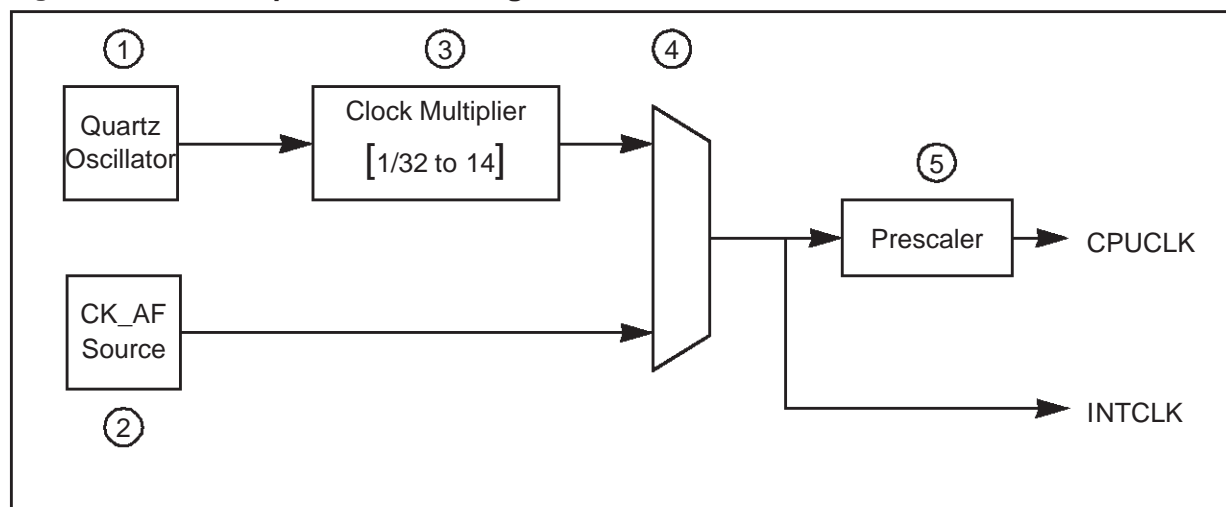 1
3
4
Quartz
Oscillator
Clock Multiplier
[1/32 to 14]
5
Prescaler
CPUCLK
CK_AF
Source
INTCLK
2